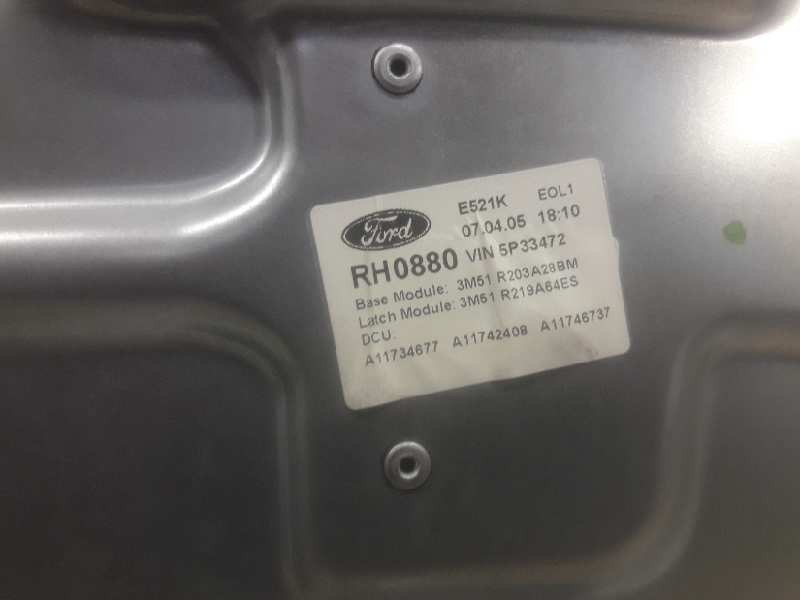 Ford
E521K EOL1
07.04.05 18:10
RH0880 VIN 5P33472
Base Module: 3M51 R203A28BM
Latch Module: 3M51 R219A64ES
DCU:
A11734677 A11742408 A11746737